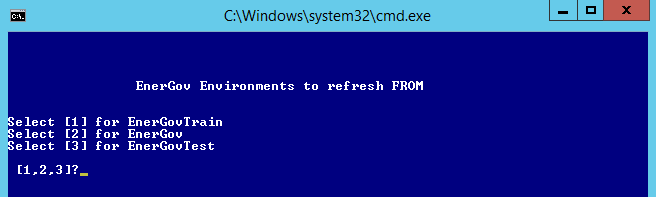 C:\Windows\system32\cmd.exe
EnerGov Environments to refresh FROM
Select [1] for EnerGovTrain
Select [2] for EnerGov
Select [3] for EnerGovTest
[1,2,3]?_